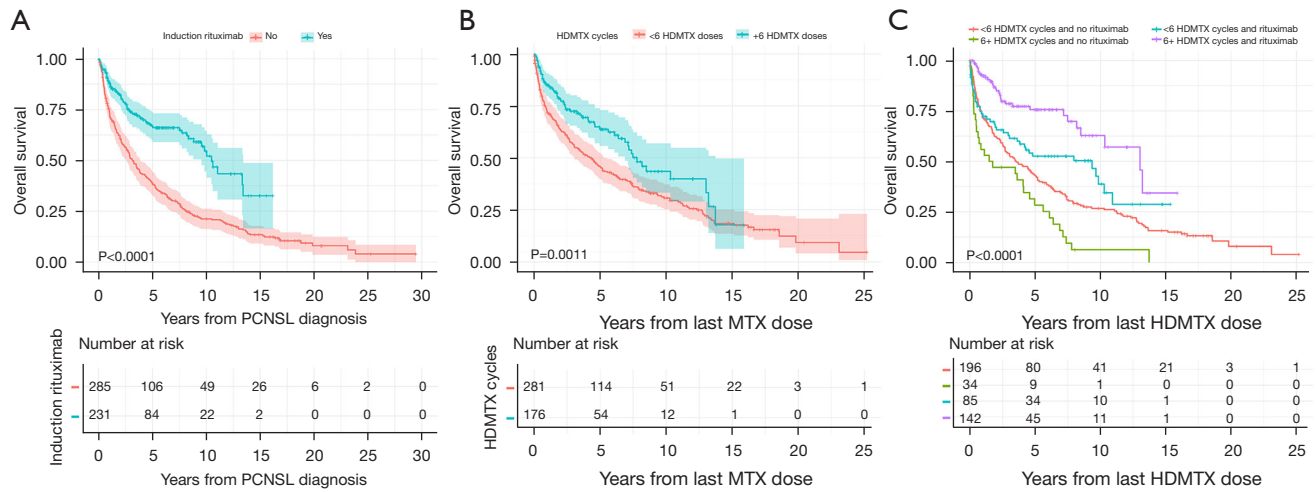 A
Induction rituximab No Yes
Overall survival
1.00
0.75
0.50
0.25
0.00
P<0.0001
0 5 10 15 20 25 30
Years from PCNSL diagnosis
Number at risk
Induction rituximab
285 106 49 26 6 2 0
231 84 22 2 0 0 0
0 5 10 15 20 25 30
Years from PCNSL diagnosis
B
HDMTX cycles <6 HDMTX doses +6 HDMTX doses
Overall survival
1.00
0.75
0.50
0.25
0.00
P=0.0011
0 5 10 15 20 25
Years from last MTX dose
Number at risk
HDMTX cycles
281 114 51 22 3 1
176 54 12 1 0 0
0 5 10 15 20 25
Years from last MTX dose
C
<6 HDMTX cycles and no rituximab <6 HDMTX cycles and rituximab
6+ HDMTX cycles and no rituximab 6+ HDMTX cycles and rituximab
Overall survival
1.00
0.75
0.50
0.25
0.00
P<0.0001
0 5 10 15 20 25
Years from last HDMTX dose
Number at risk
196 80 41 21 3 1
34 9 1 0 0 0
85 34 10 1 0 0
142 45 11 1 0 0
0 5 10 15 20 25
Years from last HDMTX dose